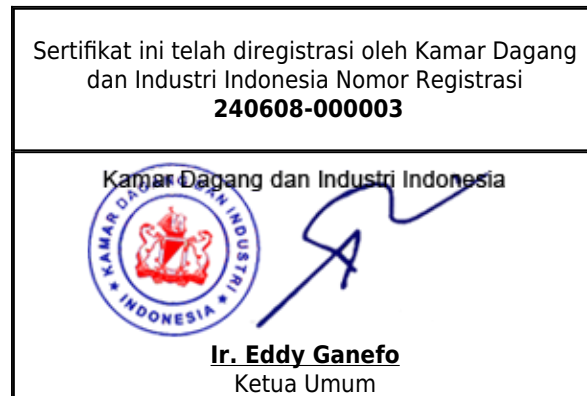 Sertifikat ini telah diregistrasi oleh Kamar Dagang
dan Industri Indonesia Nomor Registrasi
240608-000003
Kamar Dagang dan Industri Indonesia
KAMAR DAGANG DAN INDUSTRI
* INDONESIA *
Ir. Eddy Ganefo
Ketua Umum